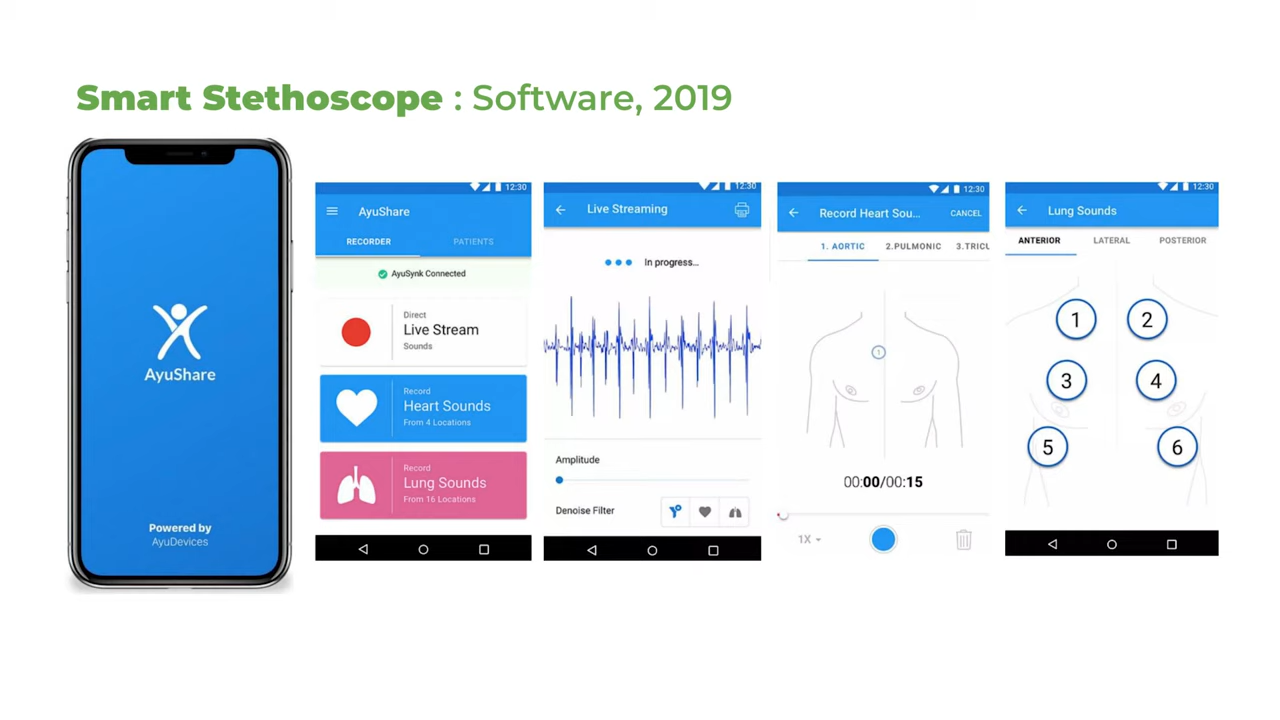 Smart Stethoscope : Software, 2019
AyuShare
Powered by
AyuDevices
12:30
AyuShare
RECORDER PATIENTS
AyuSynk Connected
Direct
Live Stream
Sounds
Record
Heart Sounds
From 4 Locations
Record
Lung Sounds
From 16 Locations
12:30
Live Streaming
In progress...
Amplitude
Denoise Filter
12:30
Record Heart Sou... CANCEL
1. AORTIC 2.PULMONIC 3.TRICU
1
00:00/00:15
1X
12:30
Lung Sounds
ANTERIOR LATERAL POSTERIOR
1 2
3 4
5 6